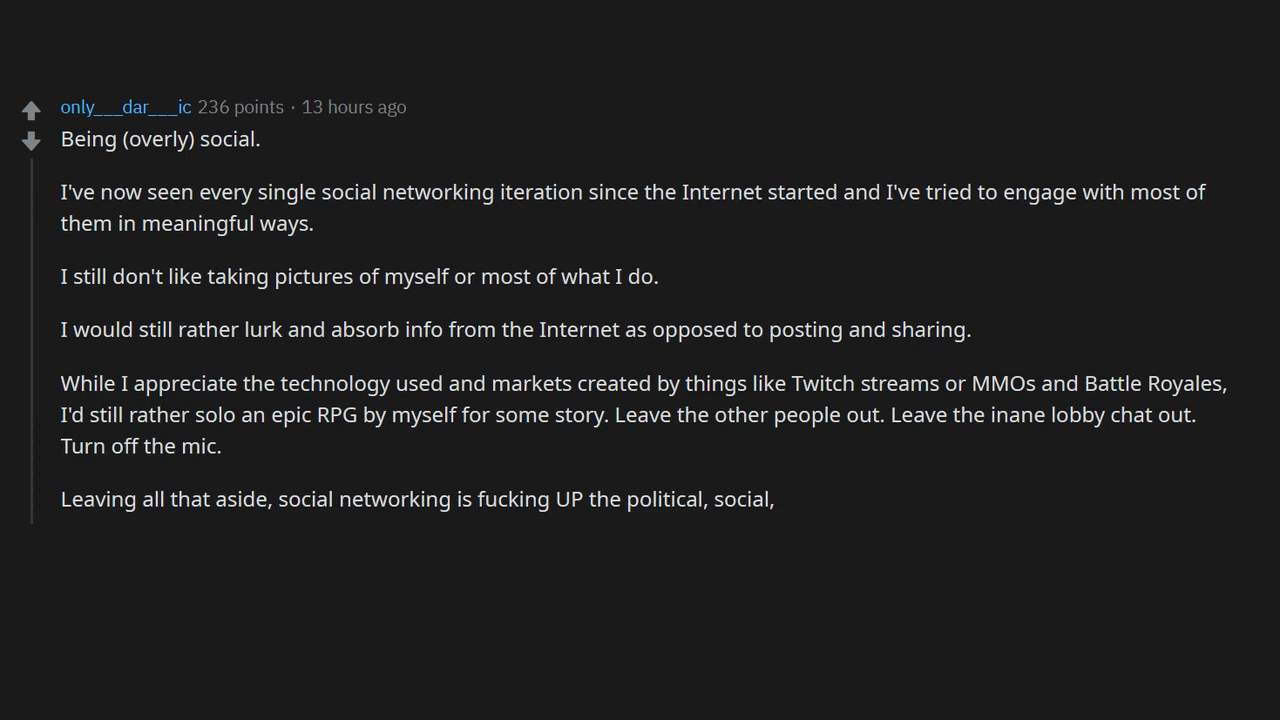 only___dar___ic 236 points · 13 hours ago
Being (overly) social.
I've now seen every single social networking iteration since the Internet started and I've tried to engage with most of
them in meaningful ways.
I still don't like taking pictures of myself or most of what I do.
I would still rather lurk and absorb info from the Internet as opposed to posting and sharing.
While I appreciate the technology used and markets created by things like Twitch streams or MMOs and Battle Royales,
I'd still rather solo an epic RPG by myself for some story. Leave the other people out. Leave the inane lobby chat out.
Turn off the mic.
Leaving all that aside, social networking is fucking UP the political, social,